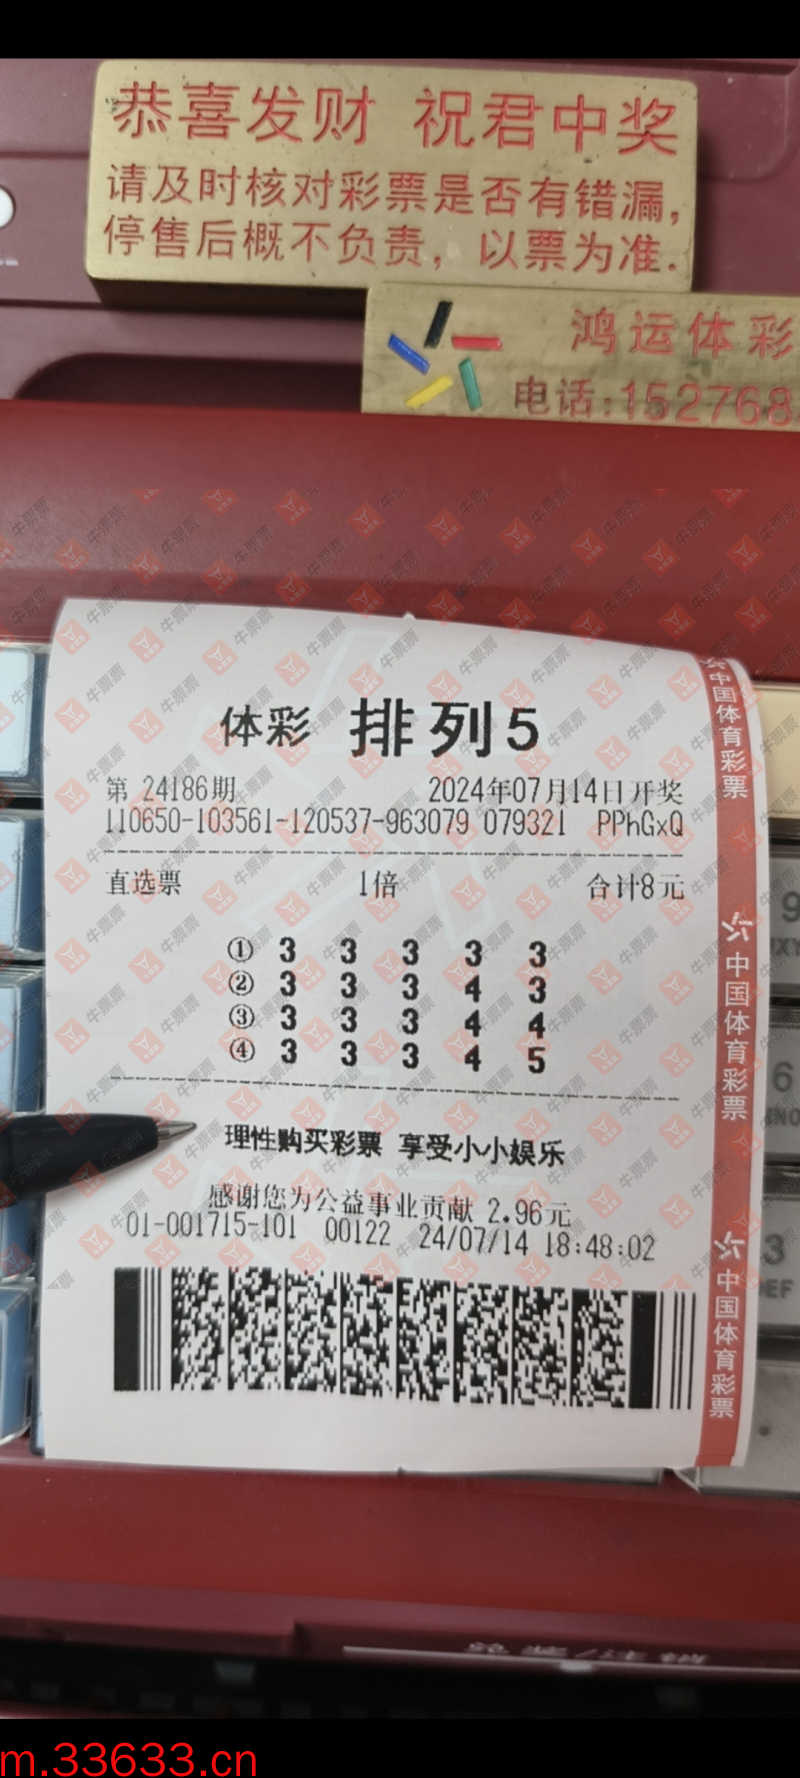 恭喜发财 祝君中奖
请及时核对彩票是否有错漏,
停售后概不负责，以票为准.
鸿运体彩
电话:152768
体彩 排列5
第 24186期 2024年07月14日开奖
110650-103561-120537-963079 079321 PPhGxQ
直选票 1倍 合计8元
① 3 3 3 3 3
② 3 3 3 4 3
③ 3 3 3 4 4
④ 3 3 3 4 5
理性购买彩票 享受小小娱乐
感谢您为公益事业贡献 2.96元
01-001715-101 00122 24/07/14 18:48:02
中国体育彩票
中国体育彩票
中国体育彩票
牛票票
m.33633.cn